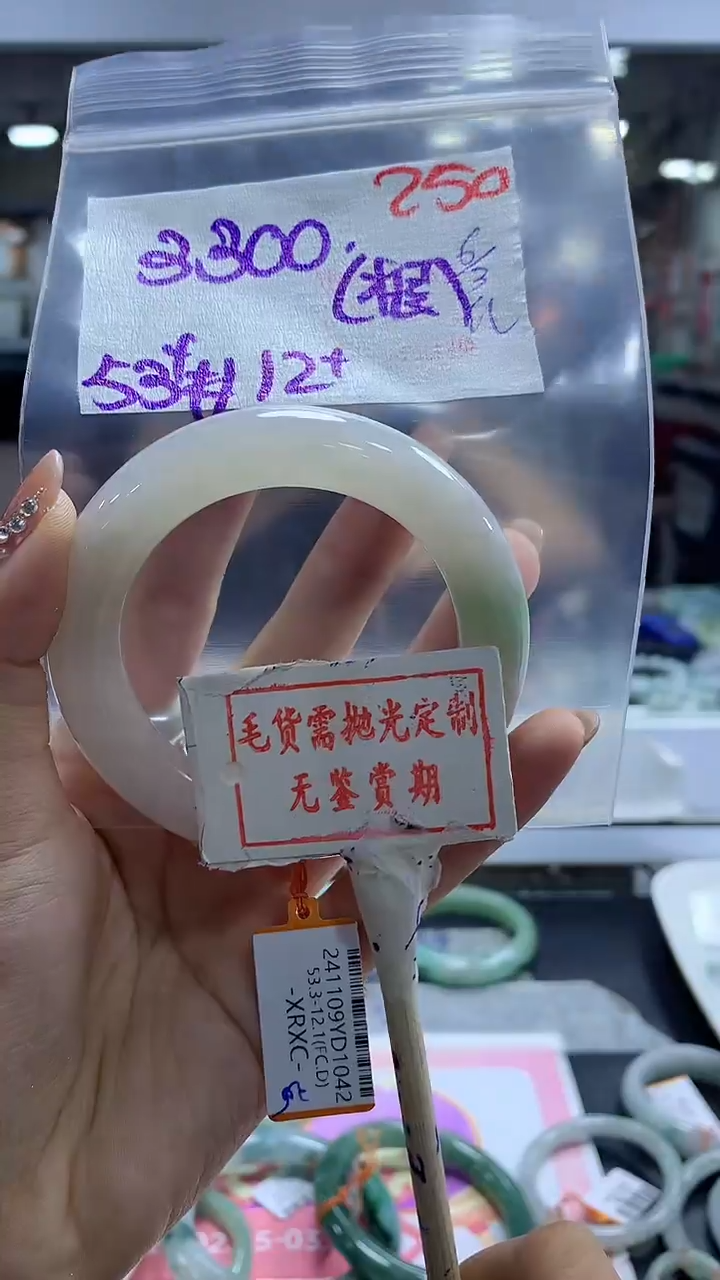 250
3300.
(框)
53 12+
毛货需抛光定制
无鉴赏期
241109YD1042
53.3-12.1(FC.D)
-XRXC-